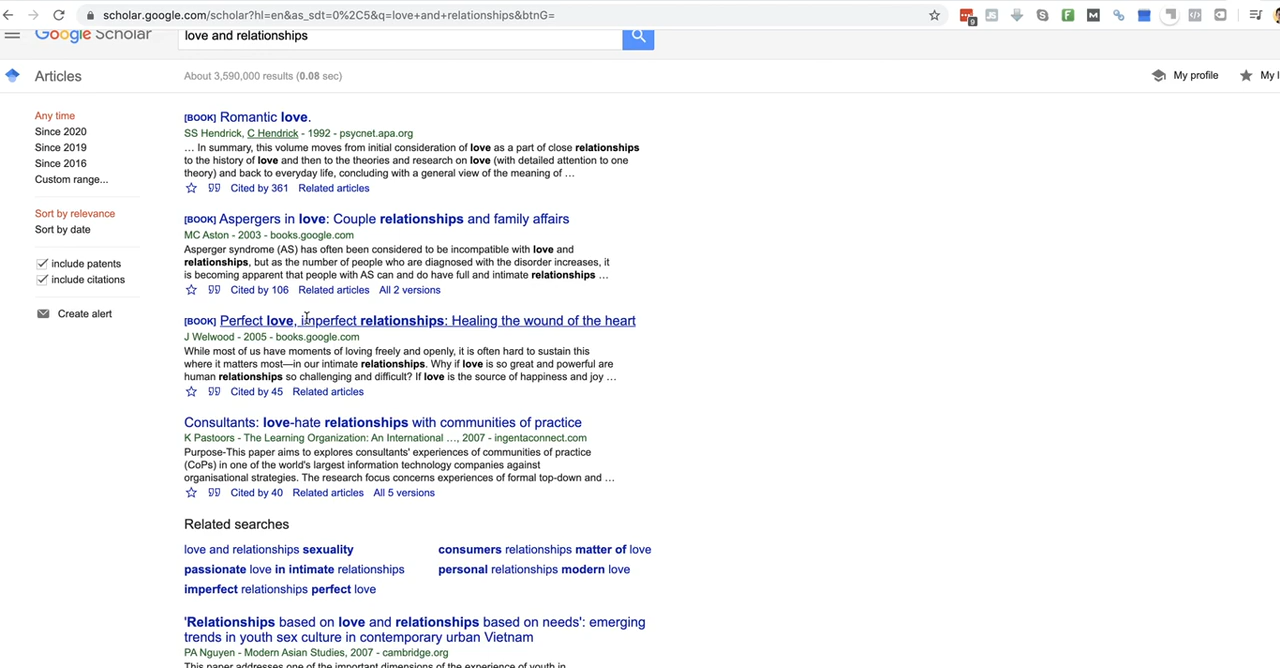 scholar.google.com/scholar?hl=en&as_sdt=0%2C5&q=love+and+relationships&btnG=
9
Google Scholar
love and relationships
Articles
About 3,590,000 results (0.08 sec)
My profile
My l
Any time
Since 2020
Since 2019
Since 2016
Custom range...
Sort by relevance
Sort by date
include patents
include citations
Create alert
[BOOK] Romantic love.
SS Hendrick, C Hendrick - 1992 - psycnet.apa.org
… In summary, this volume moves from initial consideration of love as a part of close relationships
to the history of love and then to the theories and research on love (with detailed attention to one
theory) and back to everyday life, concluding with a general view of the meaning of …
Cited by 361 Related articles
[BOOK] Aspergers in love: Couple relationships and family affairs
MC Aston - 2003 - books.google.com
Asperger syndrome (AS) has often been considered to be incompatible with love and
relationships, but as the number of people who are diagnosed with the disorder increases, it
is becoming apparent that people with AS can and do have full and intimate relationships …
Cited by 106 Related articles All 2 versions
[BOOK] Perfect love, imperfect relationships: Healing the wound of the heart
J Welwood - 2005 - books.google.com
While most of us have moments of loving freely and openly, it is often hard to sustain this
where it matters most—in our intimate relationships. Why if love is so great and powerful are
human relationships so challenging and difficult? If love is the source of happiness and joy …
Cited by 45 Related articles
Consultants: love-hate relationships with communities of practice
K Pastoors - The Learning Organization: An International …, 2007 - ingentaconnect.com
Purpose-This paper aims to explores consultants' experiences of communities of practice
(CoPs) in one of the world's largest information technology companies against
organisational strategies. The research focus concerns experiences of formal top-down and …
Cited by 40 Related articles All 5 versions
Related searches
love and relationships sexuality
consumers relationships matter of love
passionate love in intimate relationships
personal relationships modern love
imperfect relationships perfect love
'Relationships based on love and relationships based on needs': emerging
trends in youth sex culture in contemporary urban Vietnam
PA Nguyen - Modern Asian Studies, 2007 - cambridge.org
This paper addresses one of the important dimensions of the experience of youth in